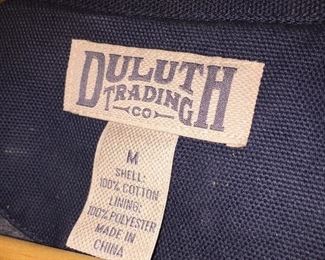 DULUTH
TRADING
CO
M
SHELL:
100% COTTON
LINING:
100% POLYESTER
MADE IN
CHINA